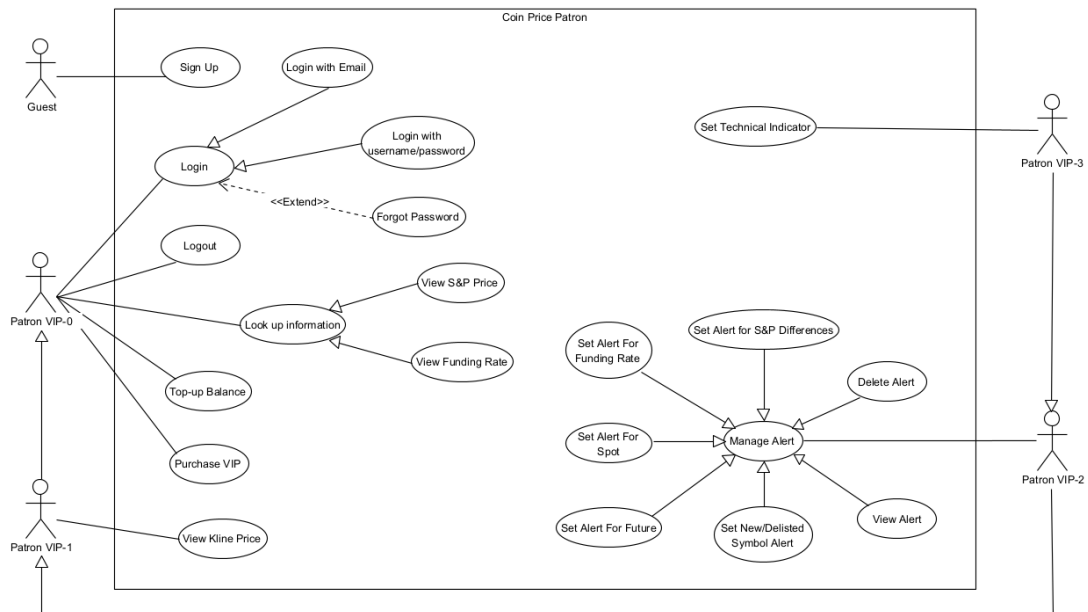 Coin Price Patron
Sign Up
Login with Email
Guest
Set Technical Indicator
Patron VIP-3
Login with
username/password
Login
<<Extend>>
Forgot Password
Logout
View S&P Price
Patron VIP-0
Look up information
View Funding Rate
Set Alert for S&P Differences
Set Alert For
Funding Rate
Delete Alert
Top-up Balance
Set Alert For
Spot
Manage Alert
Patron VIP-2
Purchase VIP
Set Alert For Future
Set New/Delisted
Symbol Alert
View Alert
Patron VIP-1
View Kline Price